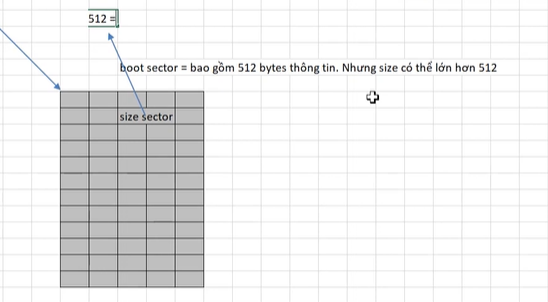 512 =
boot sector = bao gồm 512 bytes thông tin. Nhưng size có thể lớn hơn 512
size sector